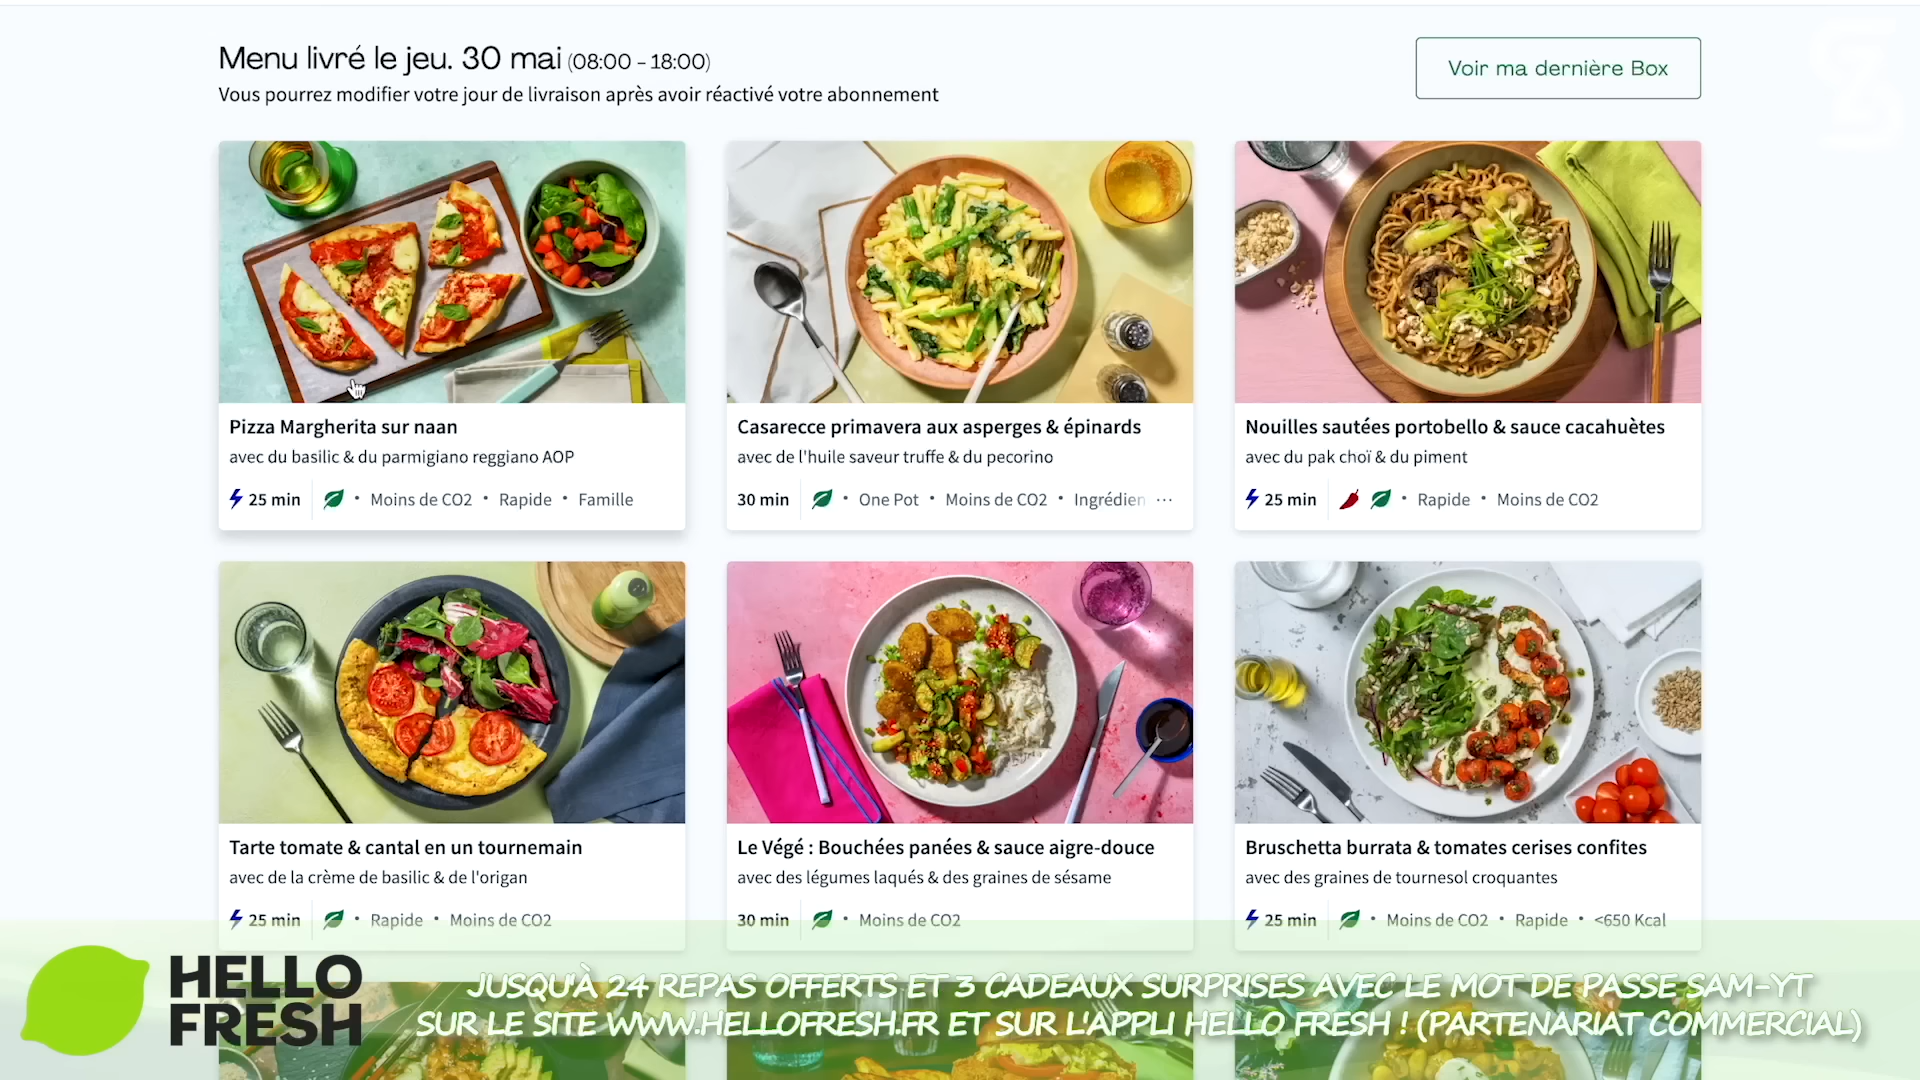 Menu livré le jeu. 30 mai (08:00 - 18:00)
Vous pourrez modifier votre jour de livraison après avoir réactivé votre abonnement
Voir ma dernière Box
Pizza Margherita sur naan
avec du basilic & du parmigiano reggiano AOP
25 min • Moins de CO2 • Rapide • Famille
Casarecce primavera aux asperges & épinards
avec de l'huile saveur truffe & du pecorino
30 min • One Pot • Moins de CO2 • Ingrédien ...
Nouilles sautées portobello & sauce cacahuètes
avec du pak choï & du piment
25 min • Rapide • Moins de CO2
Tarte tomate & cantal en un tournemain
avec de la crème de basilic & de l'origan
25 min • Rapide • Moins de CO2
Le Végé : Bouchées panées & sauce aigre-douce
avec des légumes laqués & des graines de sésame
30 min • Moins de CO2
Bruschetta burrata & tomates cerises confites
avec des graines de tournesol croquantes
25 min • Moins de CO2 • Rapide • <650 Kcal
HELLO
FRESH
JUSQU'À 24 REPAS OFFERTS ET 3 CADEAUX SURPRISES AVEC LE MOT DE PASSE SAM-YT
SUR LE SITE WWW.HELLOFRESH.FR ET SUR L'APPLI HELLO FRESH ! (PARTENARIAT COMMERCIAL)